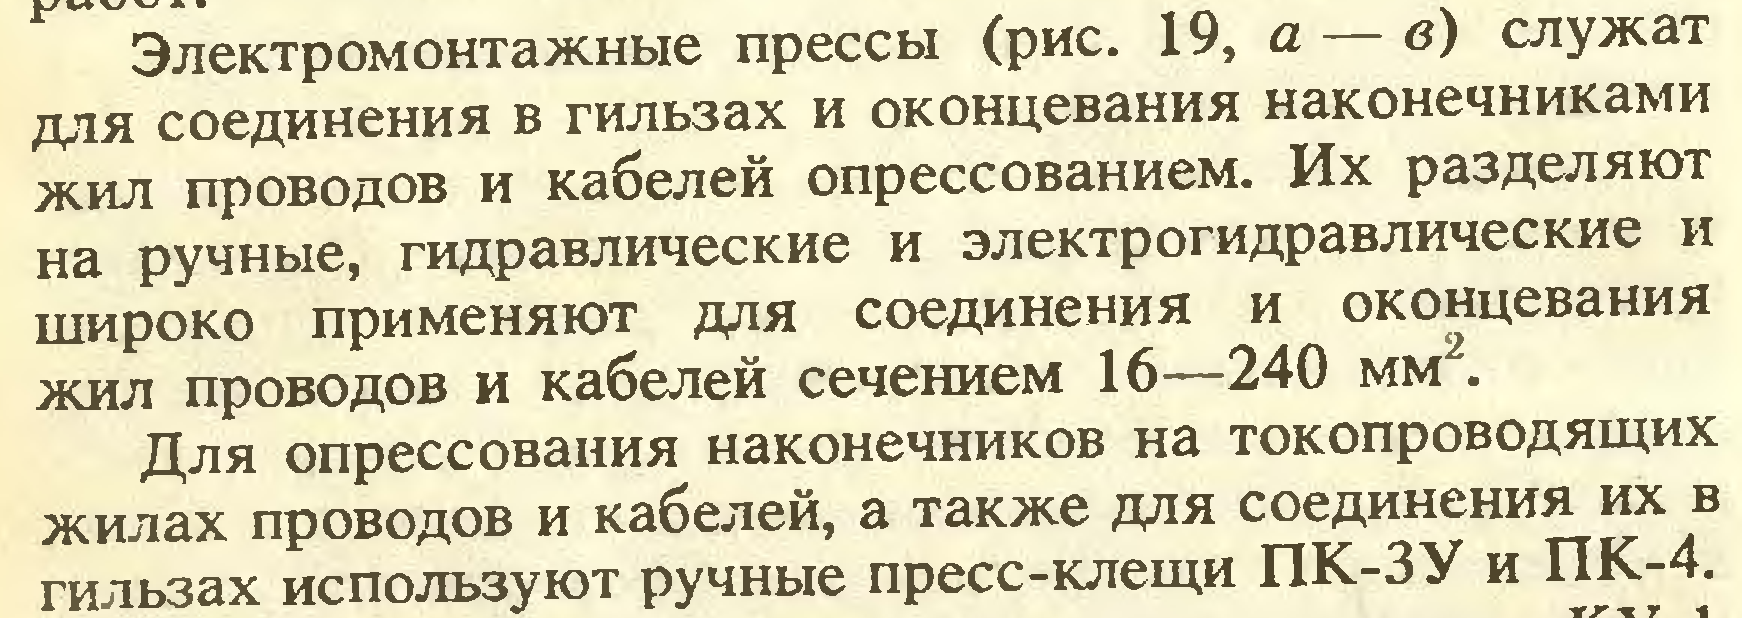 Электромонтажные прессы (рис. 19, а — в) служат
для соединения в гильзах и оконцевания наконечниками
жил проводов и кабелей опрессованием. Их разделяют
на ручные, гидравлические и электрогидравлические и
широко применяют для соединения и оконцевания
жил проводов и кабелей сечением 16—240 мм².
Для опрессования наконечников на токопроводящих
жилах проводов и кабелей, а также для соединения их в
гильзах используют ручные пресс-клещи ПК-3У и ПК-4.